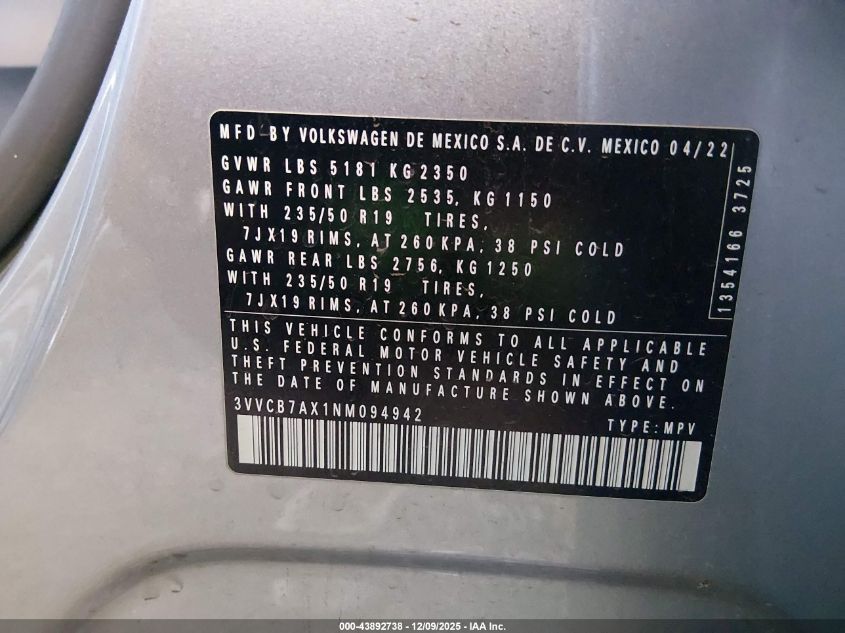 MFD BY VOLKSWAGEN DE MEXICO S.A. DE C.V. MEXICO 04/22
GVWR LBS 5181 KG 2350
GAWR FRONT LBS 2535, KG 1150
WITH 235/50 R19 TIRES,
7JX19 RIMS, AT 260 KPA, 38 PSI COLD
GAWR REAR LBS 2756, KG 1250
WITH 235/50 R19 TIRES,
7JX19 RIMS, AT 260 KPA, 38 PSI COLD
1354166 3725
THIS VEHICLE CONFORMS TO ALL APPLICABLE
U.S. FEDERAL MOTOR VEHICLE SAFETY AND
THEFT PREVENTION STANDARDS IN EFFECT ON
THE DATE OF MANUFACTURE SHOWN ABOVE.
3VVCB7AX1NM094942
TYPE: MPV
000-43892738 - 12/09/2025 - IAA Inc.